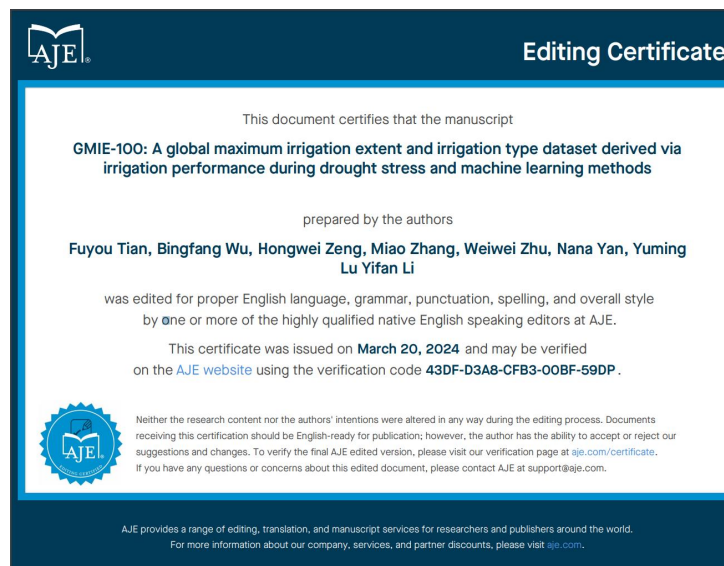 AJE®
Editing Certificate
This document certifies that the manuscript
GMIE-100: A global maximum irrigation extent and irrigation type dataset derived via
irrigation performance during drought stress and machine learning methods
prepared by the authors
Fuyou Tian, Bingfang Wu, Hongwei Zeng, Miao Zhang, Weiwei Zhu, Nana Yan, Yuming
Lu Yifan Li
was edited for proper English language, grammar, punctuation, spelling, and overall style
by one or more of the highly qualified native English speaking editors at AJE.
This certificate was issued on March 20, 2024 and may be verified
on the AJE website using the verification code 43DF-D3A8-CFB3-00BF-59DP.
Neither the research content nor the authors' intentions were altered in any way during the editing process. Documents
receiving this certification should be English-ready for publication; however, the author has the ability to accept or reject our
suggestions and changes. To verify the final AJE edited version, please visit our verification page at aje.com/certificate.
If you have any questions or concerns about this edited document, please contact AJE at support@aje.com.
AJE®
EDITING CERTIFIED
AJE provides a range of editing, translation, and manuscript services for researchers and publishers around the world.
For more information about our company, services, and partner discounts, please visit aje.com.